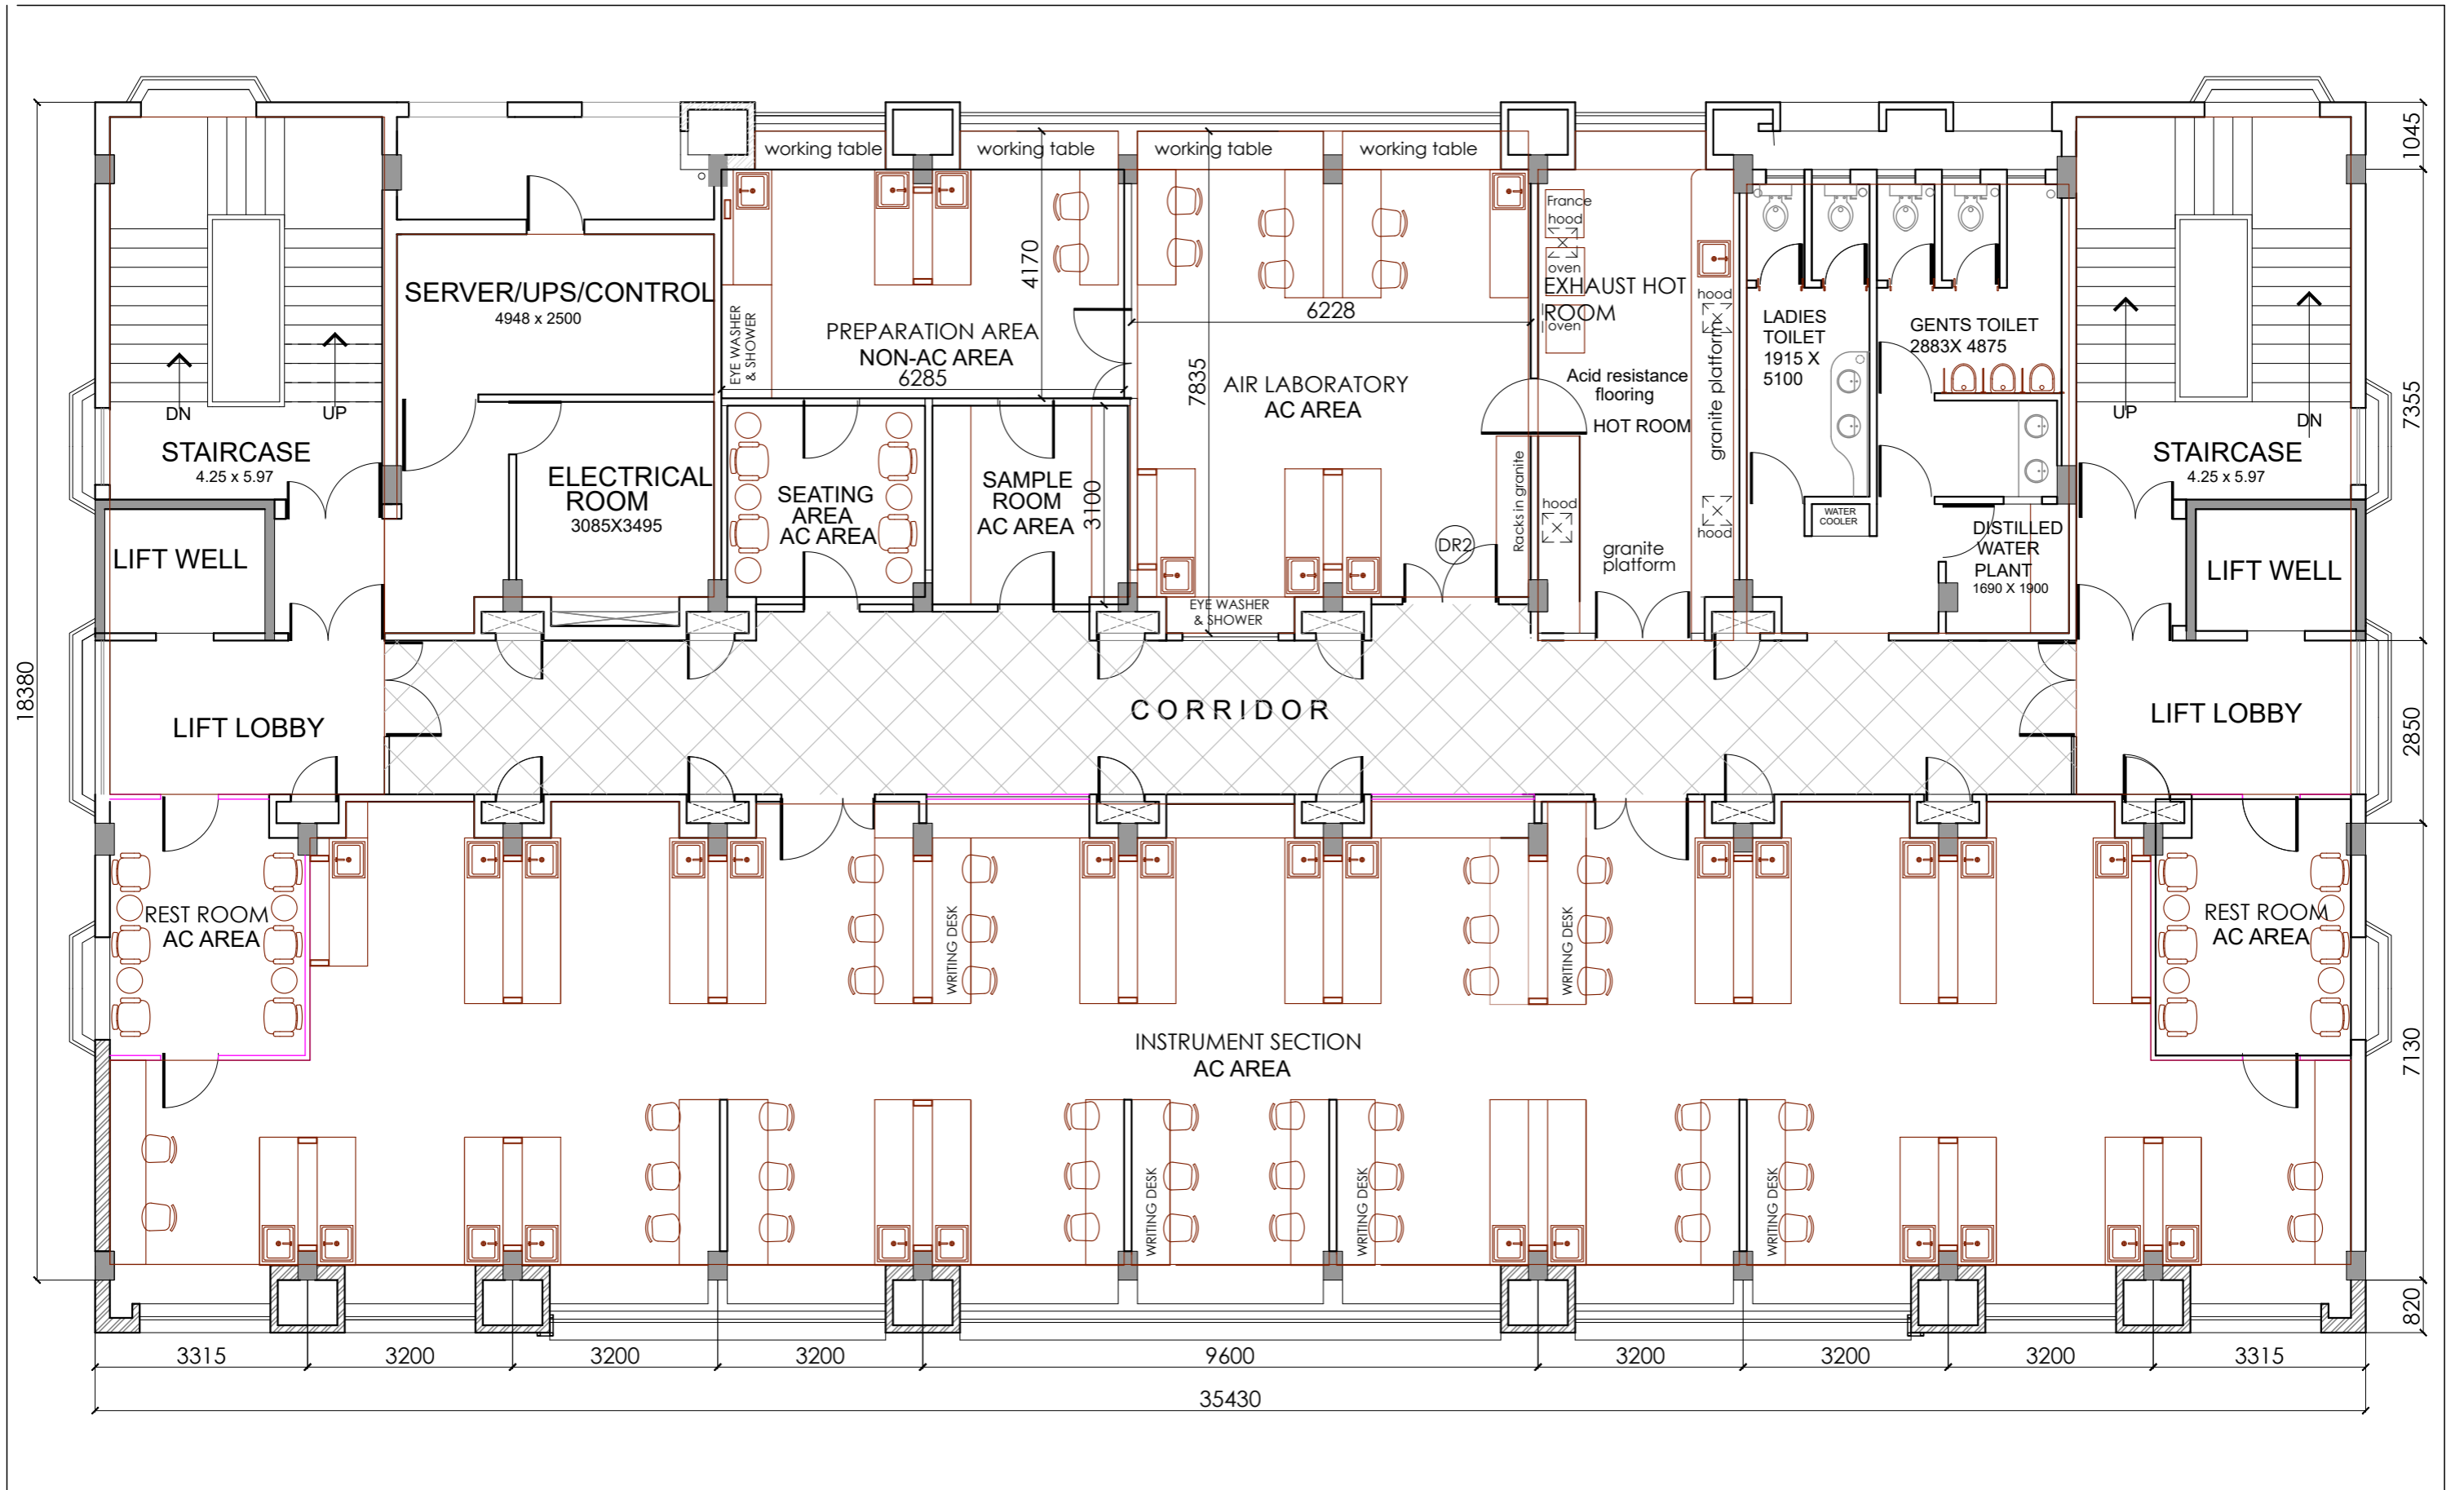 1045
working table
working table
working table
working table
France
hood
oven
oven
EXHAUST HOT
ROOM
hood
4170
6228
SERVER/UPS/CONTROL
4948 x 2500
EYE WASHER
& SHOWER
PREPARATION AREA
NON-AC AREA
6285
7835
AIR LABORATORY
AC AREA
Acid resistance
flooring
HOT ROOM
granite platform
LADIES
TOILET
1915 X
5100
GENTS TOILET
2883X 4875
7355
DN
UP
UP
DN
STAIRCASE
4.25 x 5.97
STAIRCASE
4.25 x 5.97
ELECTRICAL
ROOM
3085X3495
SEATING
AREA
AC AREA
SAMPLE
ROOM
AC AREA
3100
Racks in granite
hood
hood
DR2
granite
platform
WATER
COOLER
DISTILLED
WATER
PLANT
1690 X 1900
LIFT WELL
LIFT WELL
EYE WASHER
& SHOWER
18380
LIFT LOBBY
CORRIDOR
LIFT LOBBY
2850
REST ROOM
AC AREA
WRITING DESK
WRITING DESK
REST ROOM
AC AREA
INSTRUMENT SECTION
AC AREA
7130
WRITING DESK
WRITING DESK
WRITING DESK
820
3315
3200
3200
3200
9600
3200
3200
3200
3315
35430